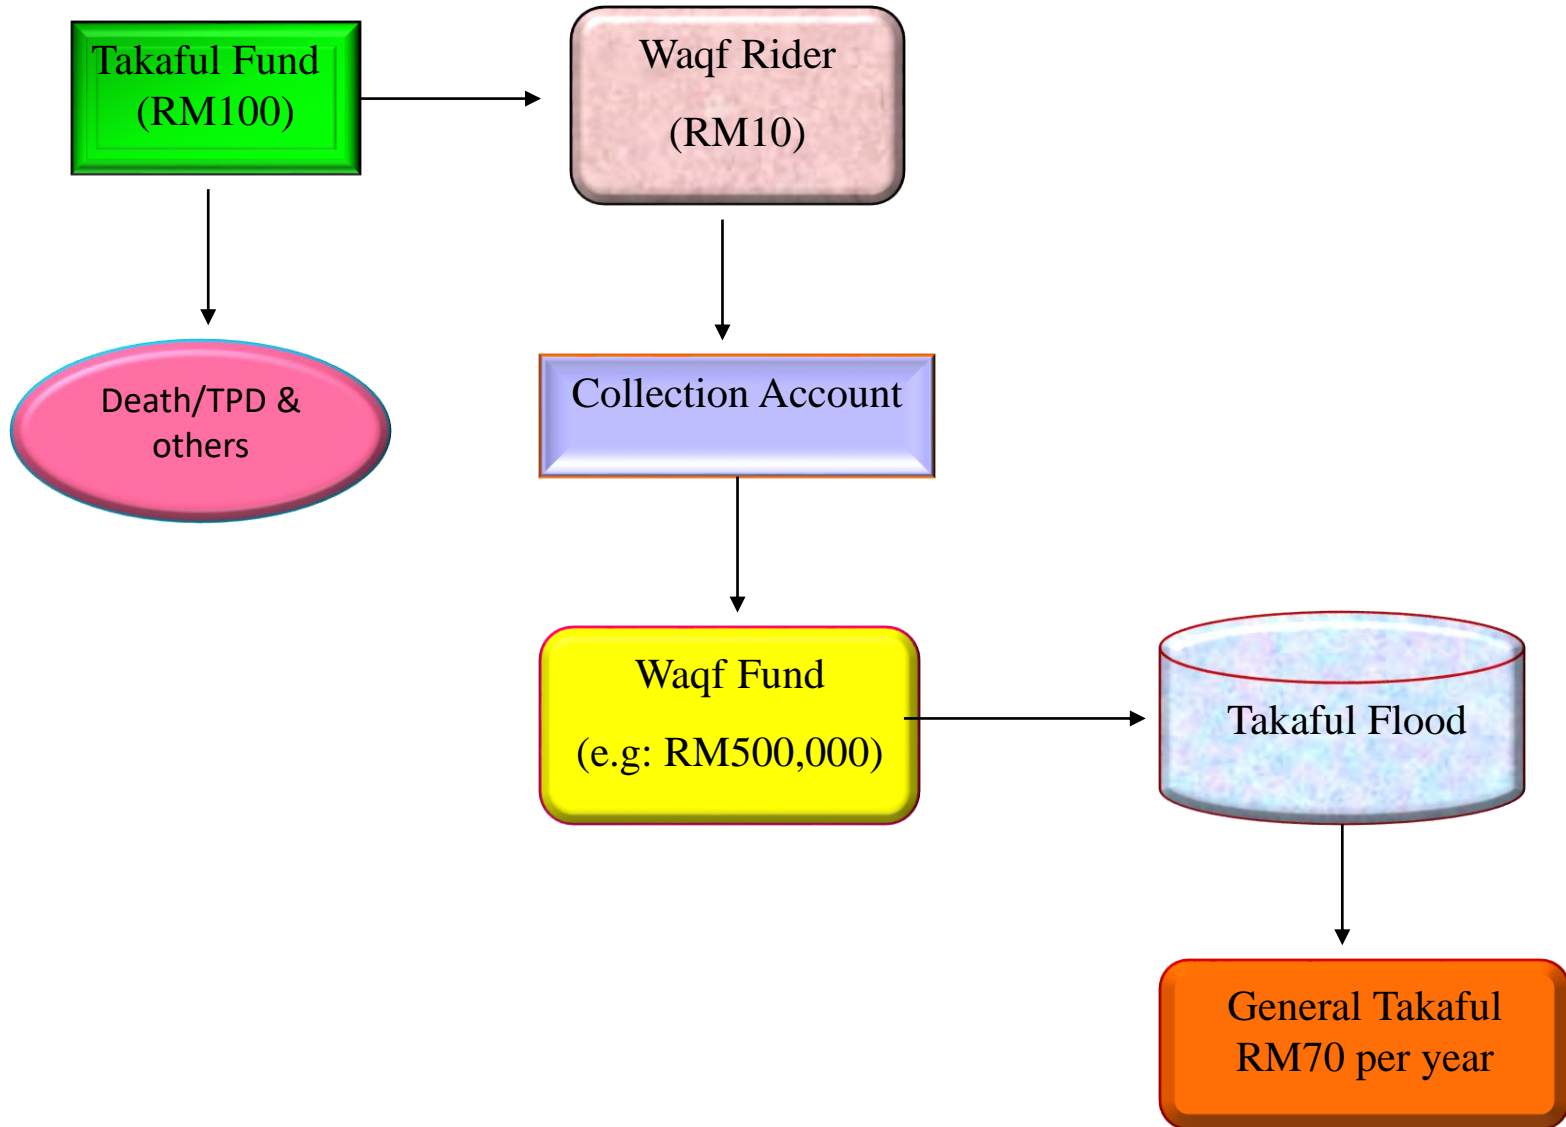 Takaful Fund
(RM100)
Waqf Rider
(RM10)
Death/TPD &
others
Collection Account
Waqf Fund
(e.g: RM500,000)
Takaful Flood
General Takaful
RM70 per year